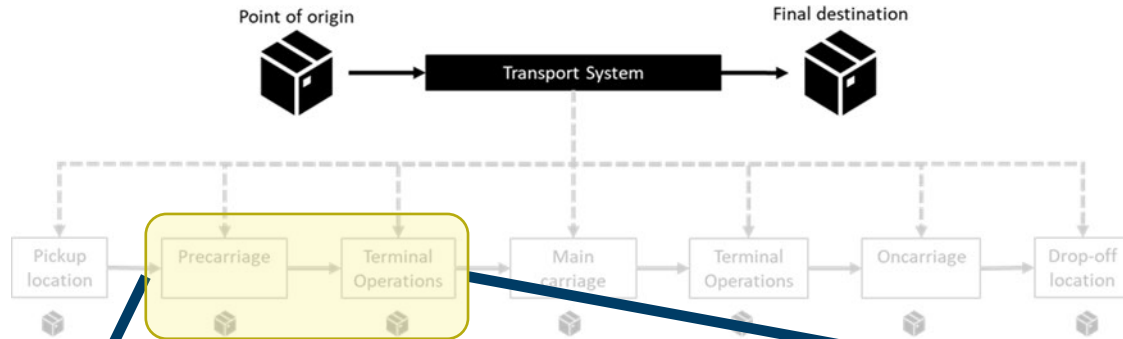 Point of origin
Final destination
Transport System
Pickup
location
Precarriage
Terminal
Operations
Main
carriage
Terminal
Operations
Oncarriage
Drop-off
location